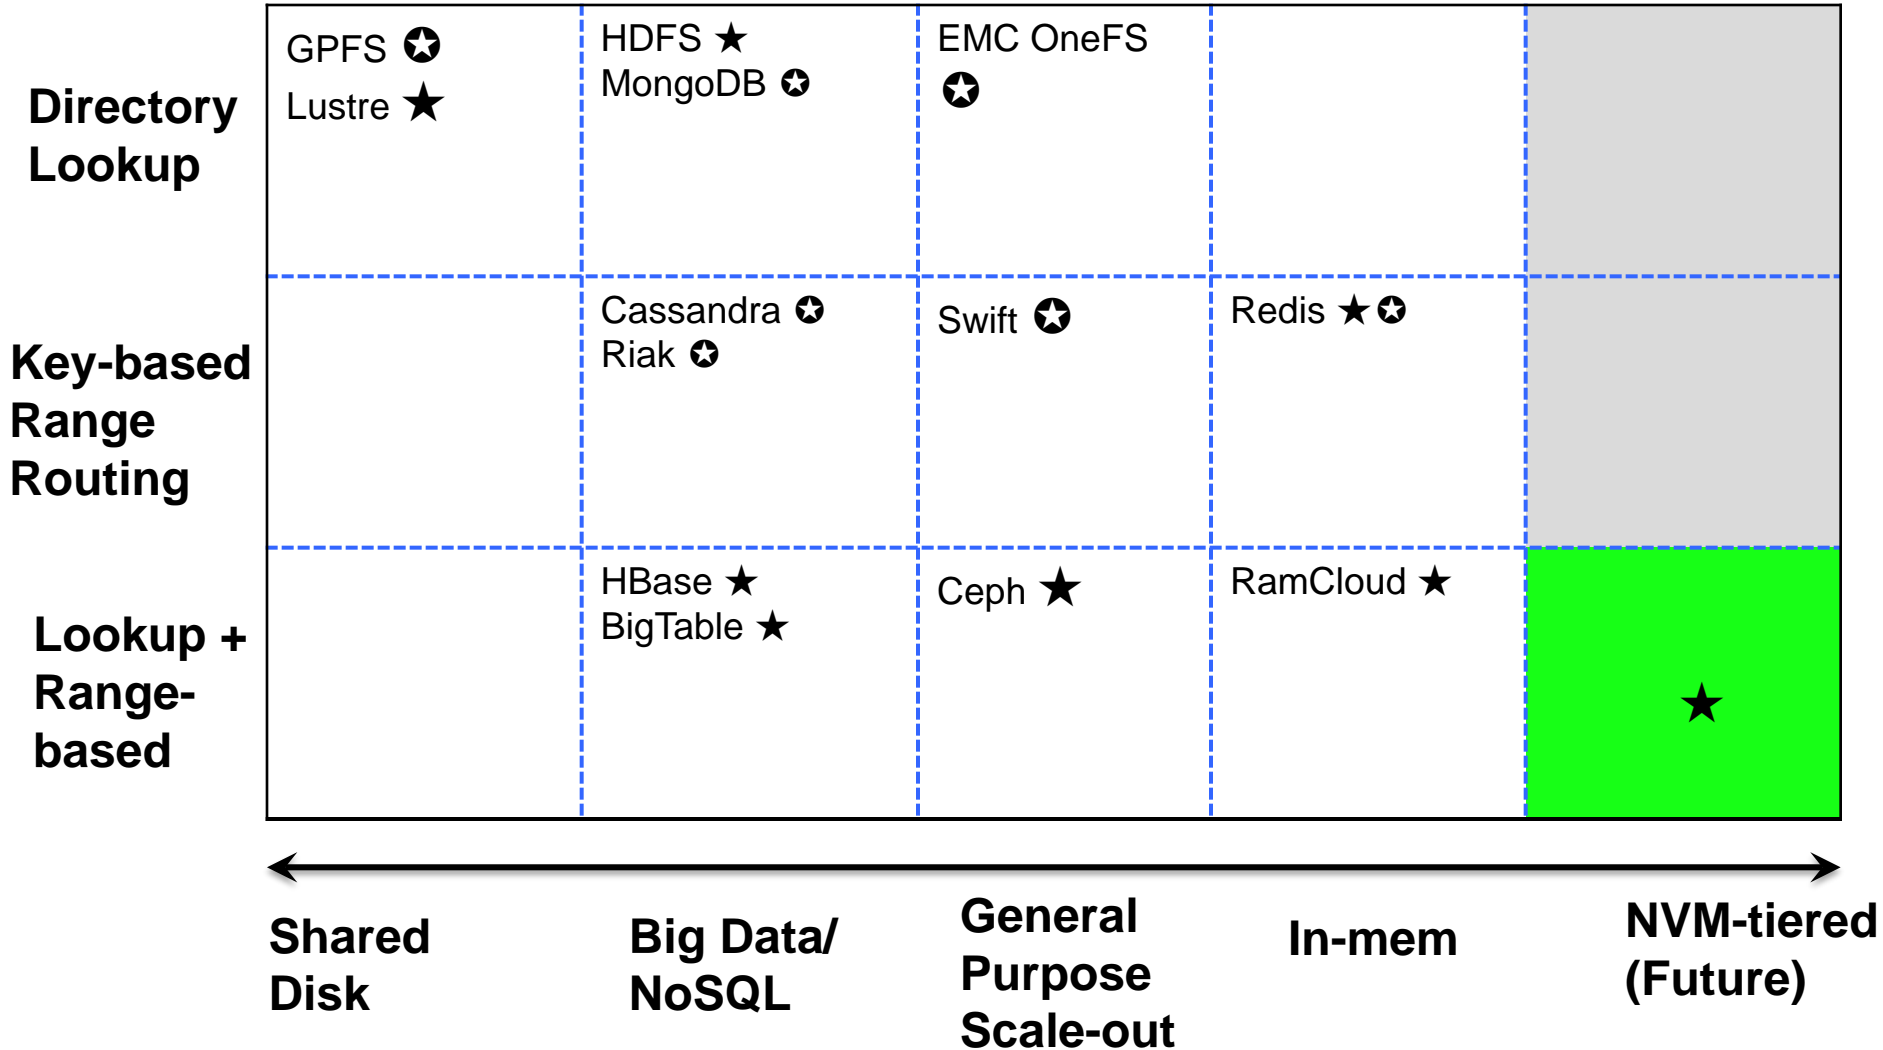 Directory
Lookup
GPFS ✪
Lustre ★
HDFS ★
MongoDB ✪
EMC OneFS
✪
Key-based
Range
Routing
Cassandra ✪
Riak ✪
Swift ✪
Redis ★✪
Lookup +
Range-
based
HBase ★
BigTable ★
Ceph ★
RamCloud ★
★
Shared
Disk
Big Data/
NoSQL
General
Purpose
Scale-out
In-mem
NVM-tiered
(Future)